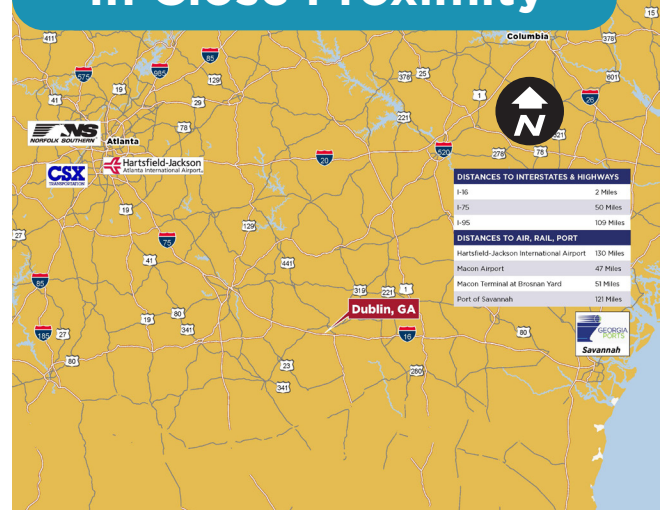 In Close Proximity
15
411
Columbia
378
85
675
985
129
378
25
601
19
41
1
26
29
221
NS
NORFOLK SOUTHERN
78
Atlanta
N
20
520
278
78
CSX
TRANSPORTATION
Hartsfield-Jackson
Atlanta International Airport
DISTANCES TO INTERSTATES & HIGHWAYS
I-16 2 Miles
I-75 50 Miles
I-95 109 Miles
DISTANCES TO AIR, RAIL, PORT
Hartsfield-Jackson International Airport 130 Miles
Macon Airport 47 Miles
Macon Terminal at Brosnan Yard 51 Miles
Port of Savannah 121 Miles
19
27
129
75
41
441
85
319
221
1
Dublin, GA
19
80
341
185
27
16
80
GEORGIA
PORTS
Savannah
80
23
280
341